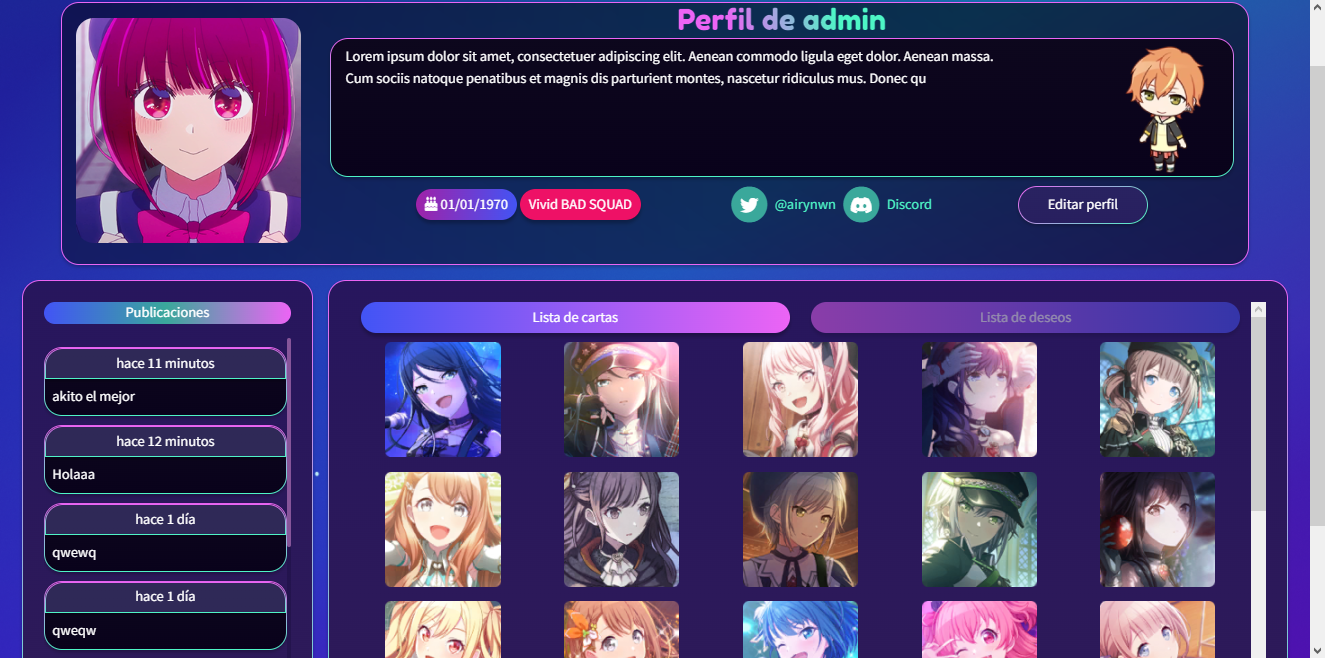 Perfil de admin
Lorem ipsum dolor sit amet, consectetuer adipiscing elit. Aenean commodo ligula eget dolor. Aenean massa.
Cum sociis natoque penatibus et magnis dis parturient montes, nascetur ridiculus mus. Donec qu
01/01/1970
Vivid BAD SQUAD
@airynwn
Discord
Editar perfil
Publicaciones
hace 11 minutos
akito el mejor
hace 12 minutos
Holaaa
hace 1 día
qwewq
hace 1 día
qweqw
Lista de cartas
Lista de deseos